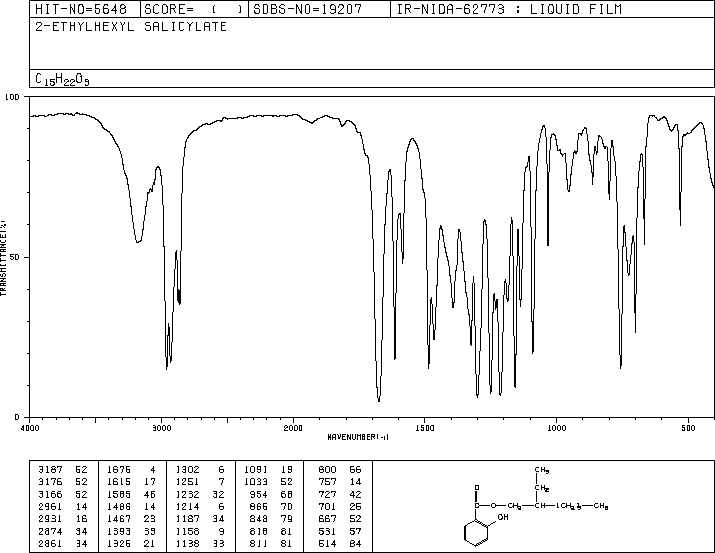 HIT-NO=5648 SCORE= ( ) SDBS-NO=19207 IR-NIDA-62773 : LIQUID FILM
2-ETHYLHEXYL SALICYLATE
C15H22O3
100
50
0
TRANSMITTANCE(%)
4000 3000 2000 1500 1000 500
WAVENUMBER(-1)
3187 52 1676 4 1302 6 1091 19 800 66
3176 52 1615 17 1251 7 1033 52 757 14
3166 52 1585 46 1232 32 954 68 727 42
2961 14 1486 14 1214 6 866 70 701 25
2931 16 1467 23 1187 34 848 79 667 52
2874 34 1393 33 1158 9 818 81 531 57
2861 34 1325 21 1138 33 811 81 514 84
CH3
CH2
O
C—O—CH2—CH—(CH2)3—CH3
OH